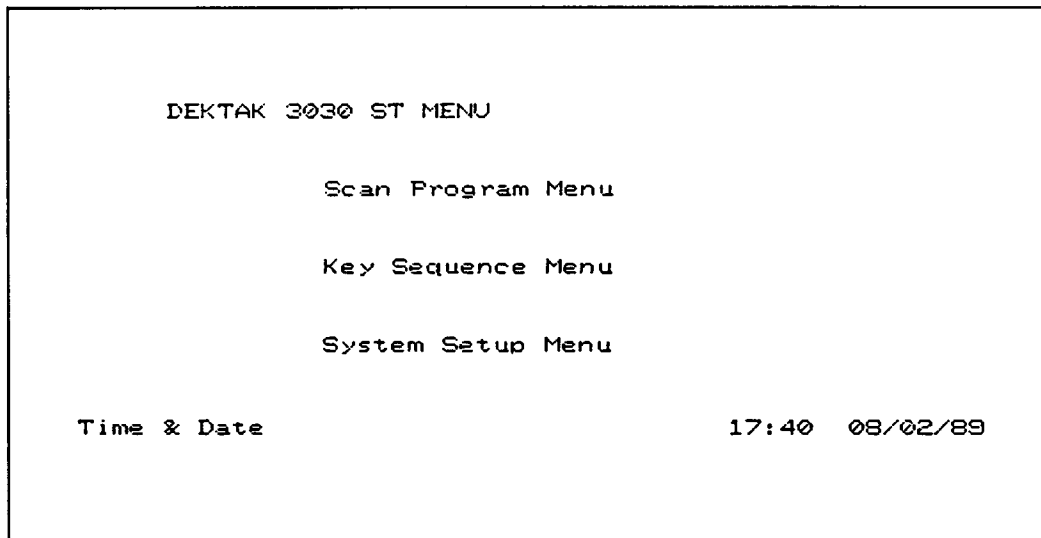 DEKTAK 3030 ST MENU
Scan Program Menu
Key Sequence Menu
System Setup Menu
Time & Date 17:40 08/02/89